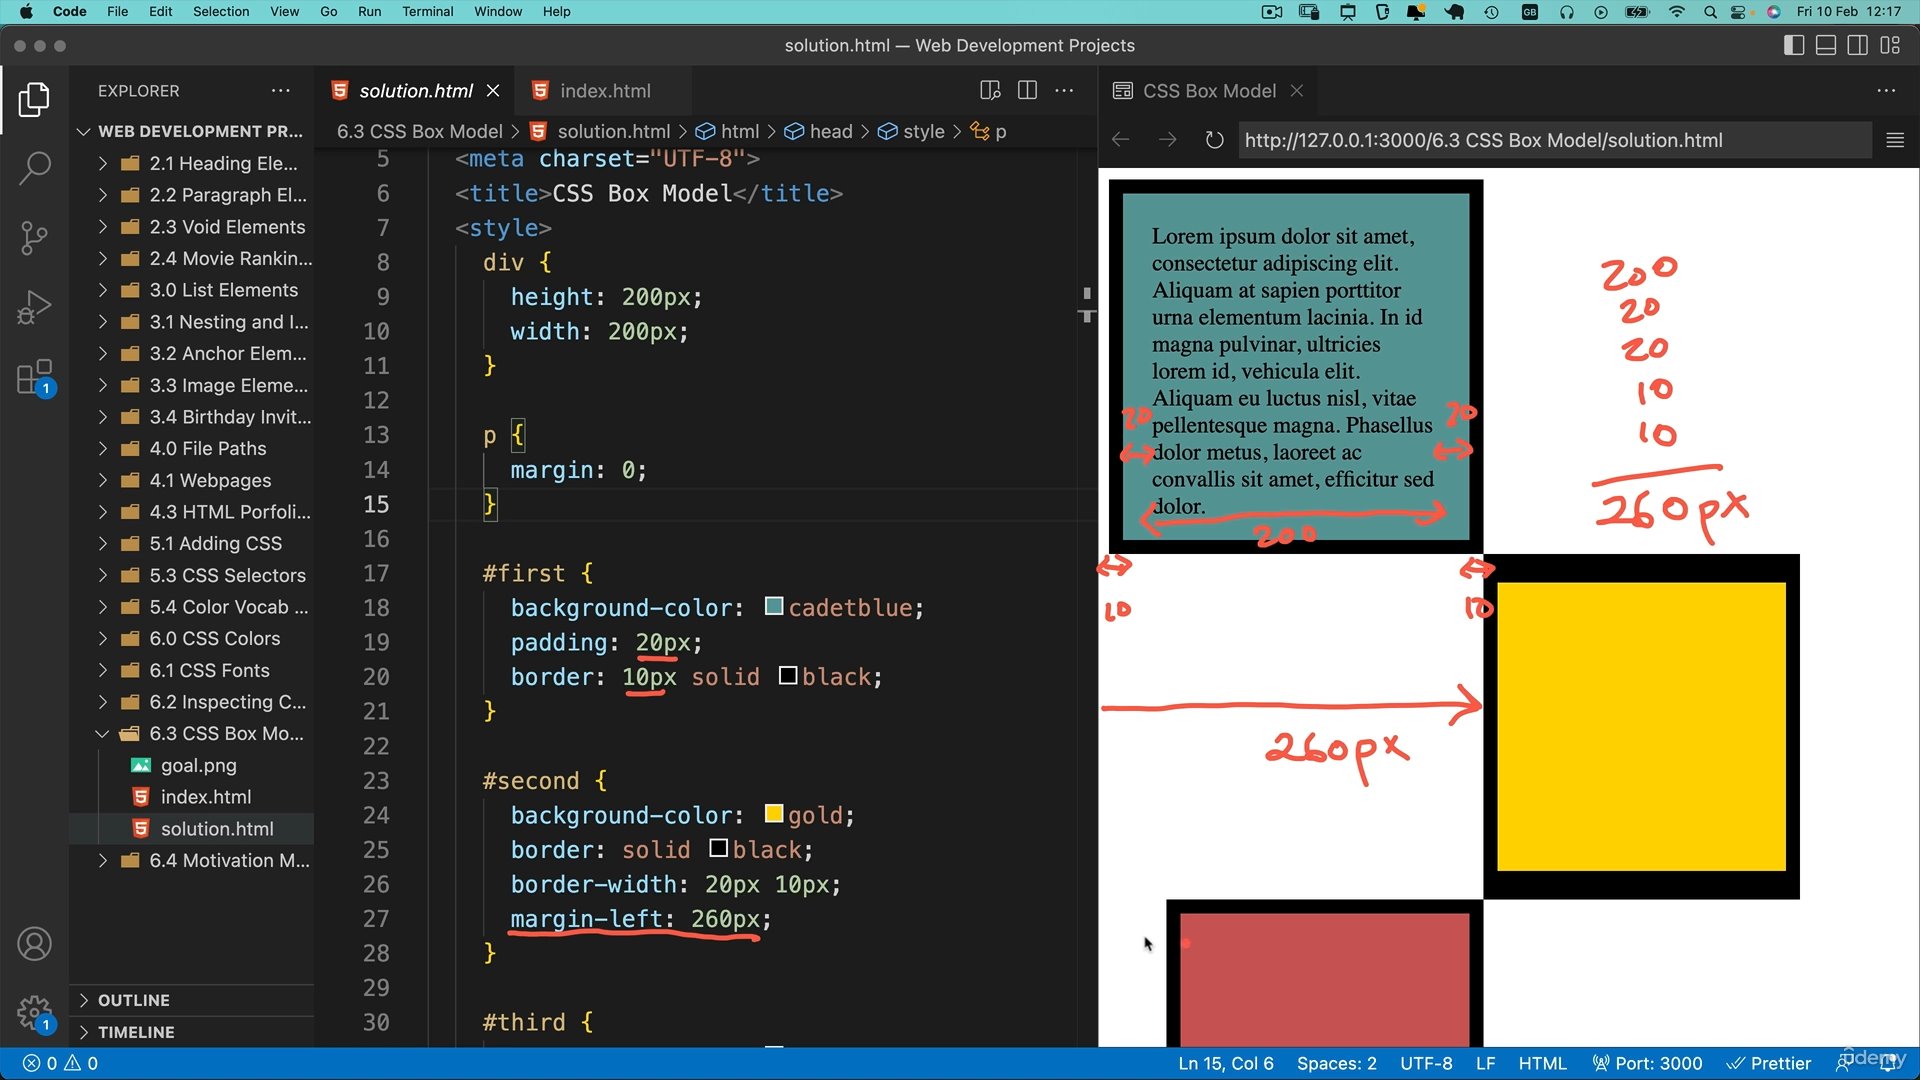 Code File Edit Selection View Go Run Terminal Window Help GB Fri 10 Feb 12:17
solution.html — Web Development Projects
EXPLORER
WEB DEVELOPMENT PR...
2.1 Heading Ele...
2.2 Paragraph El...
2.3 Void Elements
2.4 Movie Rankin...
3.0 List Elements
3.1 Nesting and I...
3.2 Anchor Elem...
3.3 Image Eleme...
3.4 Birthday Invit...
4.0 File Paths
4.1 Webpages
4.3 HTML Porfoli...
5.1 Adding CSS
5.3 CSS Selectors
5.4 Color Vocab ...
6.0 CSS Colors
6.1 CSS Fonts
6.2 Inspecting C...
6.3 CSS Box Mo...
goal.png
index.html
solution.html
6.4 Motivation M...
OUTLINE
TIMELINE
1
1
solution.html index.html
6.3 CSS Box Model > solution.html > html > head > style > p
5 <meta charset="UTF-8">
6 <title>CSS Box Model</title>
7 <style>
8 div {
9 height: 200px;
10 width: 200px;
11 }
12
13 p {
14 margin: 0;
15 }
16
17 #first {
18 background-color: cadetblue;
19 padding: 20px;
20 border: 10px solid black;
21 }
22
23 #second {
24 background-color: gold;
25 border: solid black;
26 border-width: 20px 10px;
27 margin-left: 260px;
28 }
29
30 #third {
CSS Box Model
http://127.0.0.1:3000/6.3 CSS Box Model/solution.html
Lorem ipsum dolor sit amet,
consectetur adipiscing elit.
Aliquam at sapien porttitor
urna elementum lacinia. In id
magna pulvinar, ultricies
lorem id, vehicula elit.
Aliquam eu luctus nisl, vitae
pellentesque magna. Phasellus
dolor metus, laoreet ac
convallis sit amet, efficitur sed
dolor.
20 20
200
10 10
260px
200
20
20
10
10
260px
0 0 Ln 15, Col 6 Spaces: 2 UTF-8 LF HTML Port: 3000 Prettier
ûdemy